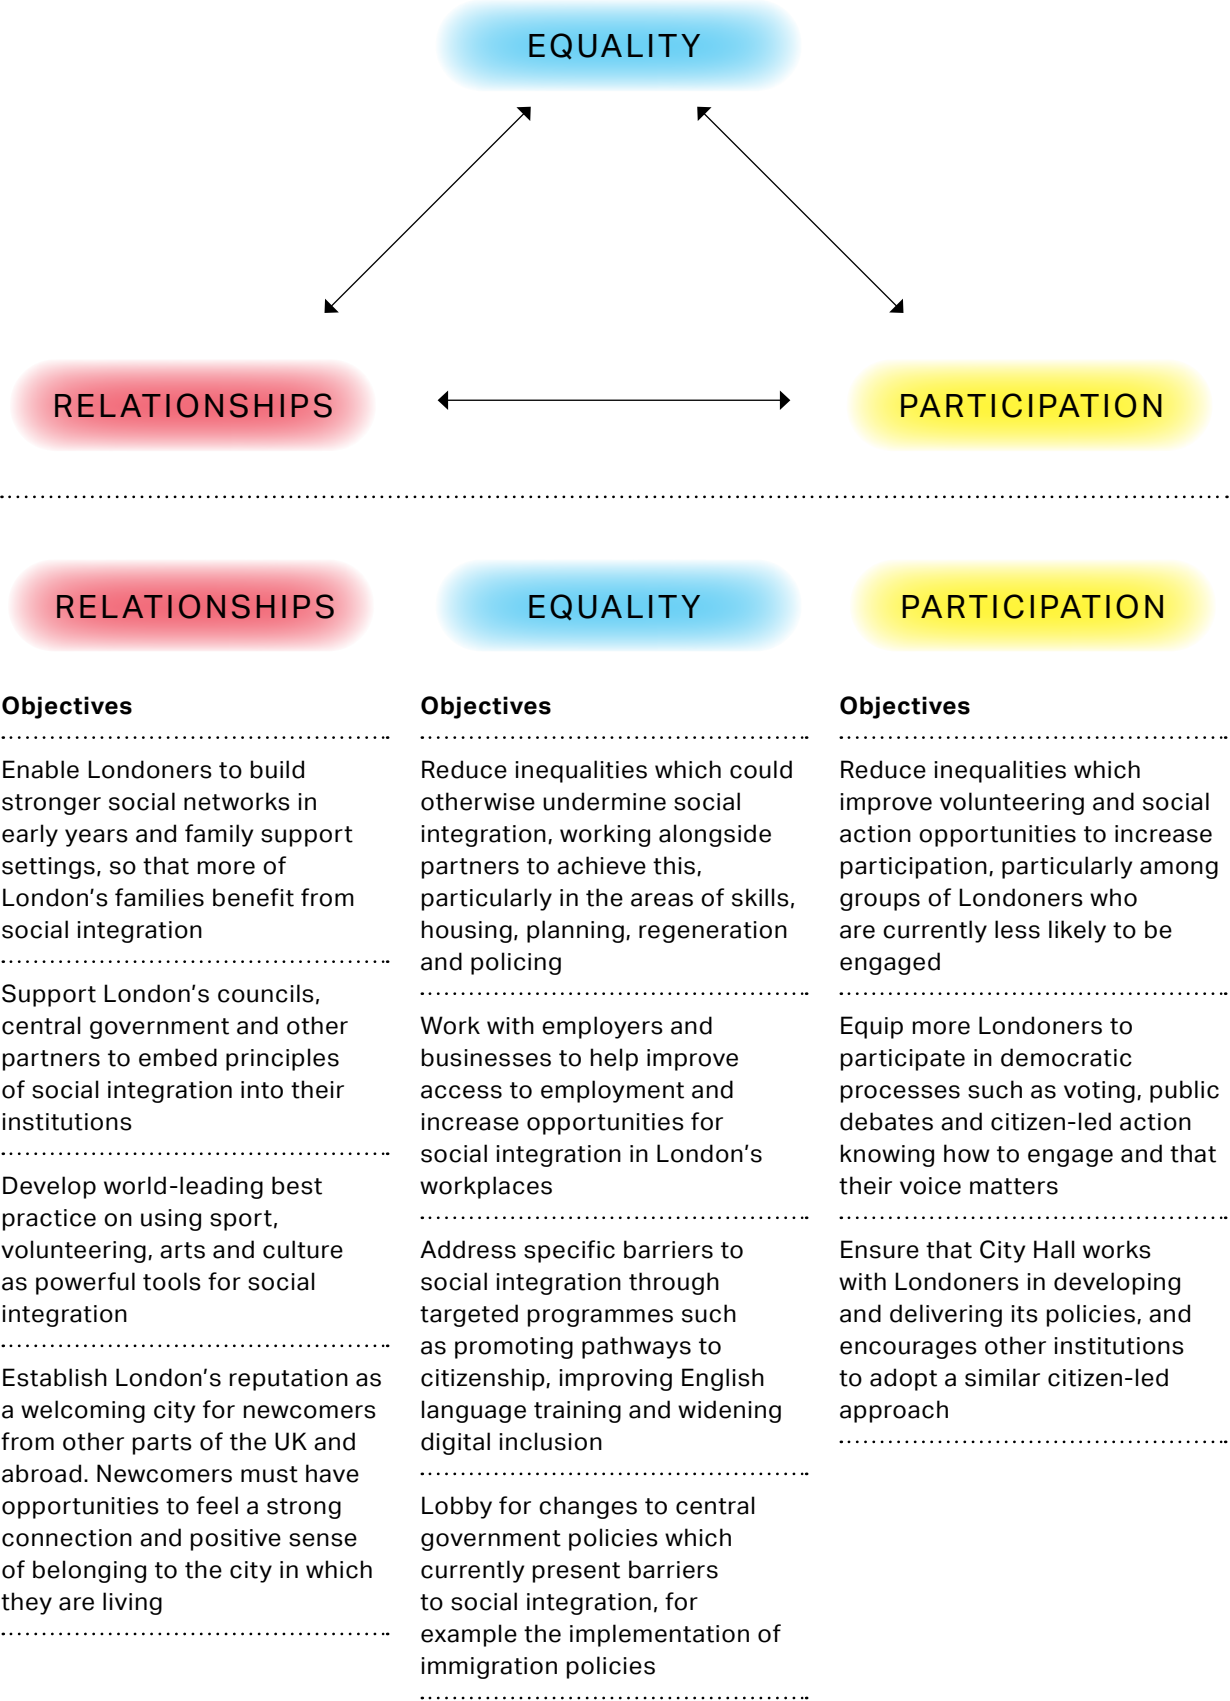 EQUALITY
RELATIONSHIPS
PARTICIPATION
RELATIONSHIPS
Objectives
Enable Londoners to build
stronger social networks in
early years and family support
settings, so that more of
London’s families benefit from
social integration
Support London’s councils,
central government and other
partners to embed principles
of social integration into their
institutions
Develop world-leading best
practice on using sport,
volunteering, arts and culture
as powerful tools for social
integration
Establish London’s reputation as
a welcoming city for newcomers
from other parts of the UK and
abroad. Newcomers must have
opportunities to feel a strong
connection and positive sense
of belonging to the city in which
they are living
EQUALITY
Objectives
Reduce inequalities which could
otherwise undermine social
integration, working alongside
partners to achieve this,
particularly in the areas of skills,
housing, planning, regeneration
and policing
Work with employers and
businesses to help improve
access to employment and
increase opportunities for
social integration in London’s
workplaces
Address specific barriers to
social integration through
targeted programmes such
as promoting pathways to
citizenship, improving English
language training and widening
digital inclusion
Lobby for changes to central
government policies which
currently present barriers
to social integration, for
example the implementation of
immigration policies
PARTICIPATION
Objectives
Reduce inequalities which
improve volunteering and social
action opportunities to increase
participation, particularly among
groups of Londoners who
are currently less likely to be
engaged
Equip more Londoners to
participate in democratic
processes such as voting, public
debates and citizen-led action
knowing how to engage and that
their voice matters
Ensure that City Hall works
with Londoners in developing
and delivering its policies, and
encourages other institutions
to adopt a similar citizen-led
approach